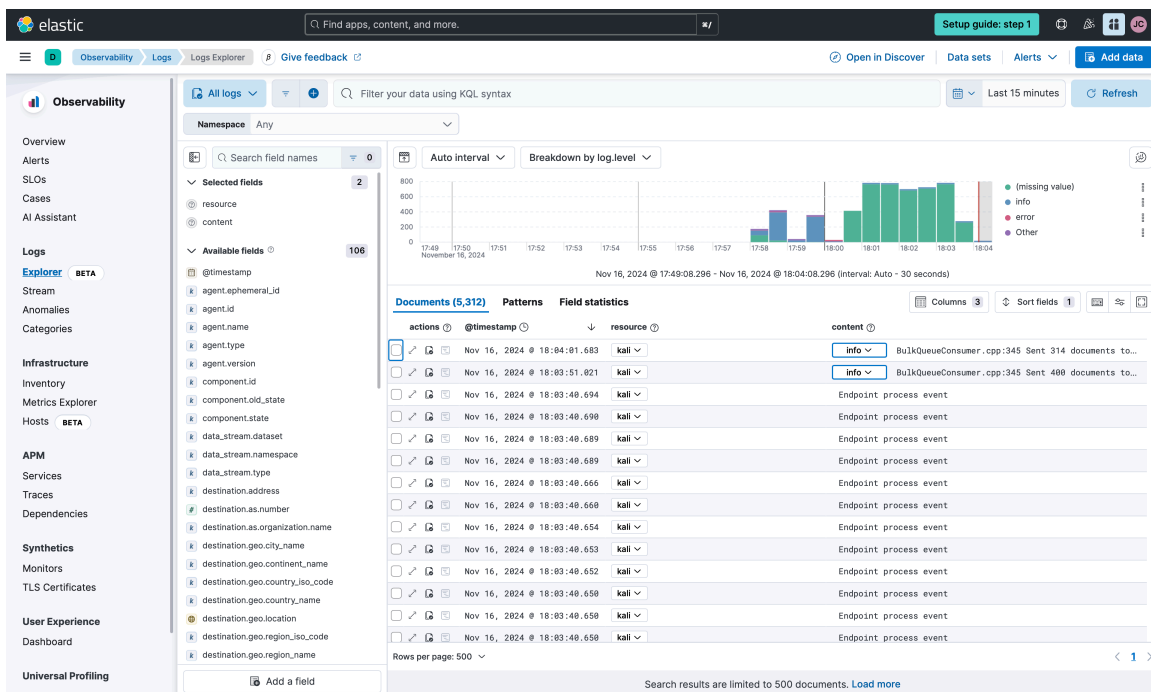 elastic
Find apps, content, and more.
⌘/
Setup guide: step 1
JC
D
Observability
Logs
Logs Explorer
β
Give feedback
Open in Discover
Data sets
Alerts
Add data
Observability
Overview
Alerts
SLOs
Cases
AI Assistant
Logs
Explorer BETA
Stream
Anomalies
Categories
Infrastructure
Inventory
Metrics Explorer
Hosts BETA
APM
Services
Traces
Dependencies
Synthetics
Monitors
TLS Certificates
User Experience
Dashboard
Universal Profiling
All logs
Filter your data using KQL syntax
Last 15 minutes
Refresh
Namespace Any
Search field names 0
Selected fields 2
resource
content
Available fields 106
@timestamp
k agent.ephemeral_id
k agent.id
k agent.name
k agent.type
k agent.version
k component.id
k component.old_state
k component.state
k data_stream.dataset
k data_stream.namespace
k data_stream.type
k destination.address
# destination.as.number
k destination.as.organization.name
k destination.geo.city_name
k destination.geo.continent_name
k destination.geo.country_iso_code
k destination.geo.country_name
destination.geo.location
k destination.geo.region_iso_code
k destination.geo.region_name
Add a field
Auto interval
Breakdown by log.level
800
600
400
200
0
17:49 17:50 17:51 17:52 17:53 17:54 17:55 17:56 17:57 17:58 17:59 18:00 18:01 18:02 18:03 18:04
November 16, 2024
(missing value)
info
error
Other
Nov 16, 2024 @ 17:49:08.296 - Nov 16, 2024 @ 18:04:08.296 (interval: Auto - 30 seconds)
Documents (5,312) Patterns Field statistics
Columns 3 Sort fields 1
actions @timestamp resource content
Nov 16, 2024 @ 18:04:01.683 kali info BulkQueueConsumer.cpp:345 Sent 314 documents to...
Nov 16, 2024 @ 18:03:51.021 kali info BulkQueueConsumer.cpp:345 Sent 400 documents to...
Nov 16, 2024 @ 18:03:40.694 kali Endpoint process event
Nov 16, 2024 @ 18:03:40.690 kali Endpoint process event
Nov 16, 2024 @ 18:03:40.689 kali Endpoint process event
Nov 16, 2024 @ 18:03:40.689 kali Endpoint process event
Nov 16, 2024 @ 18:03:40.666 kali Endpoint process event
Nov 16, 2024 @ 18:03:40.660 kali Endpoint process event
Nov 16, 2024 @ 18:03:40.654 kali Endpoint process event
Nov 16, 2024 @ 18:03:40.653 kali Endpoint process event
Nov 16, 2024 @ 18:03:40.652 kali Endpoint process event
Nov 16, 2024 @ 18:03:40.650 kali Endpoint process event
Nov 16, 2024 @ 18:03:40.650 kali Endpoint process event
Nov 16, 2024 @ 18:03:40.650 kali Endpoint process event
Rows per page: 500
1
Search results are limited to 500 documents. Load more